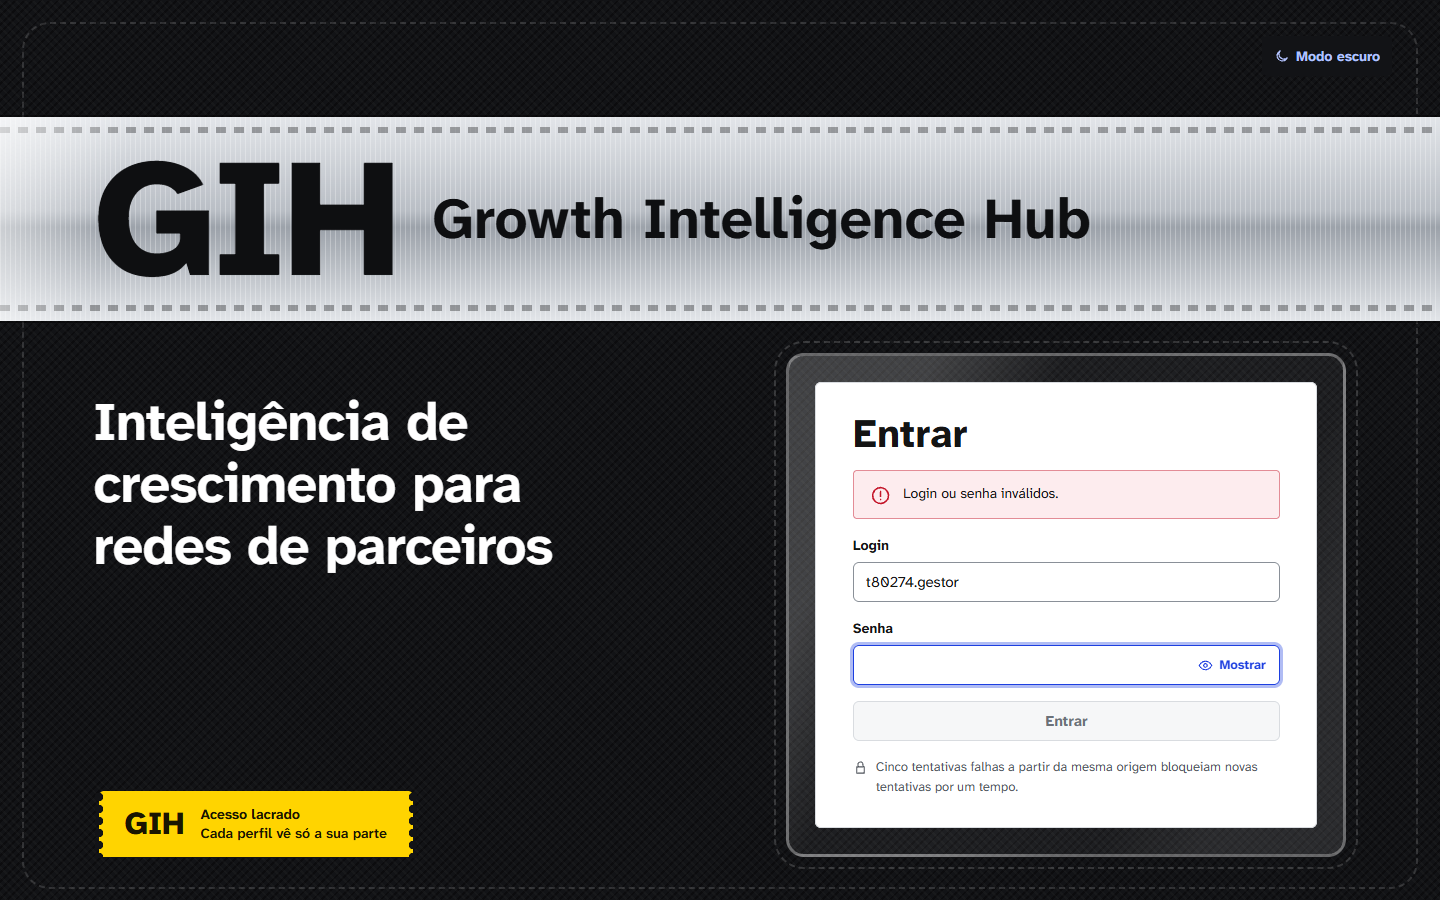 Modo escuro
GIH
Growth Intelligence Hub
Inteligência de
crescimento para
redes de parceiros
Entrar
Login ou senha inválidos.
Login
t80274.gestor
Senha
Mostrar
Entrar
Cinco tentativas falhas a partir da mesma origem bloqueiam novas
tentativas por um tempo.
GIH
Acesso lacrado
Cada perfil vê só a sua parte